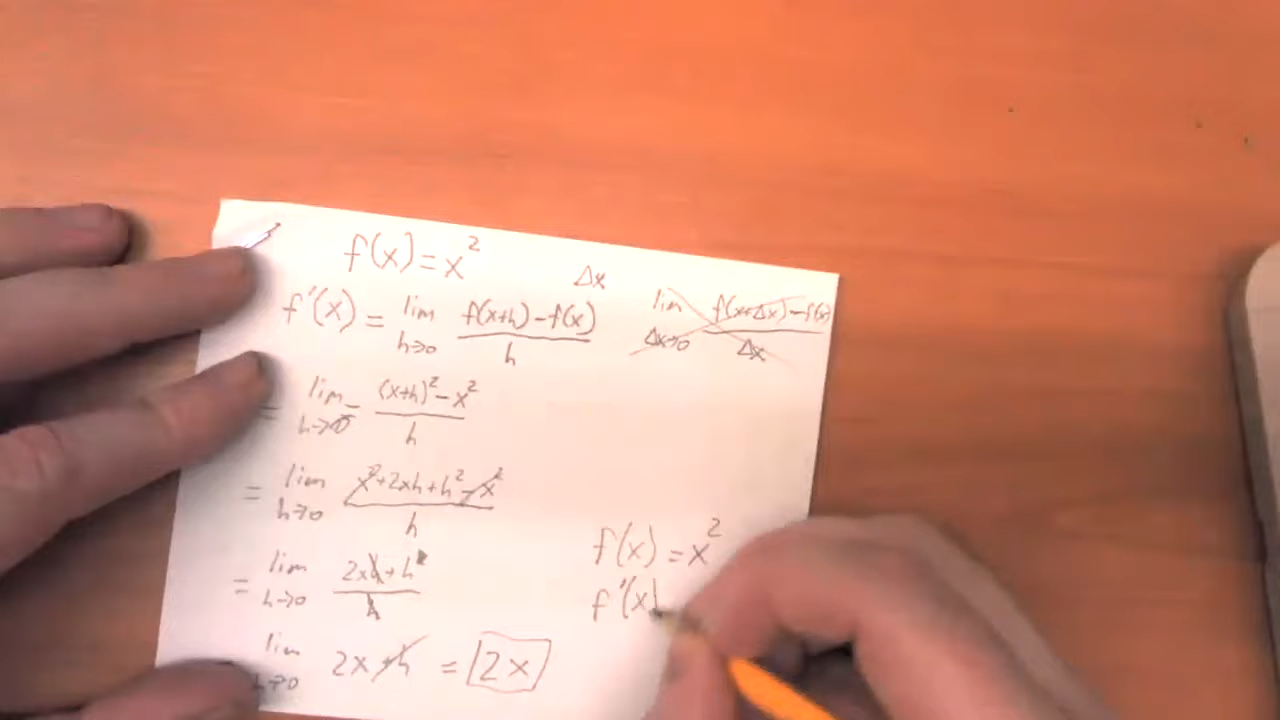 f(x) = x²
Δx
f'(x) = lim h→0 (f(x+h) - f(x))/h
lim Δx→0 (f(x+Δx) - f(x))/Δx
= lim h→0 ((x+h)² - x²)/h
= lim h→0 (x² + 2xh + h² - x²)/h
= lim h→0 (2xh + h²)/h
lim h→0 2x + h = 2x
f(x) = x²
f'(x)